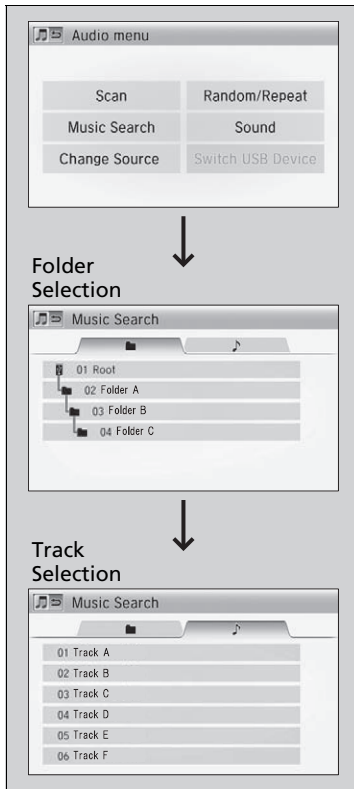 Audio menu
Scan Random/Repeat
Music Search Sound
Change Source Switch USB Device
Folder
Selection
Music Search
01 Root
02 Folder A
03 Folder B
04 Folder C
Track
Selection
Music Search
01 Track A
02 Track B
03 Track C
04 Track D
05 Track E
06 Track F